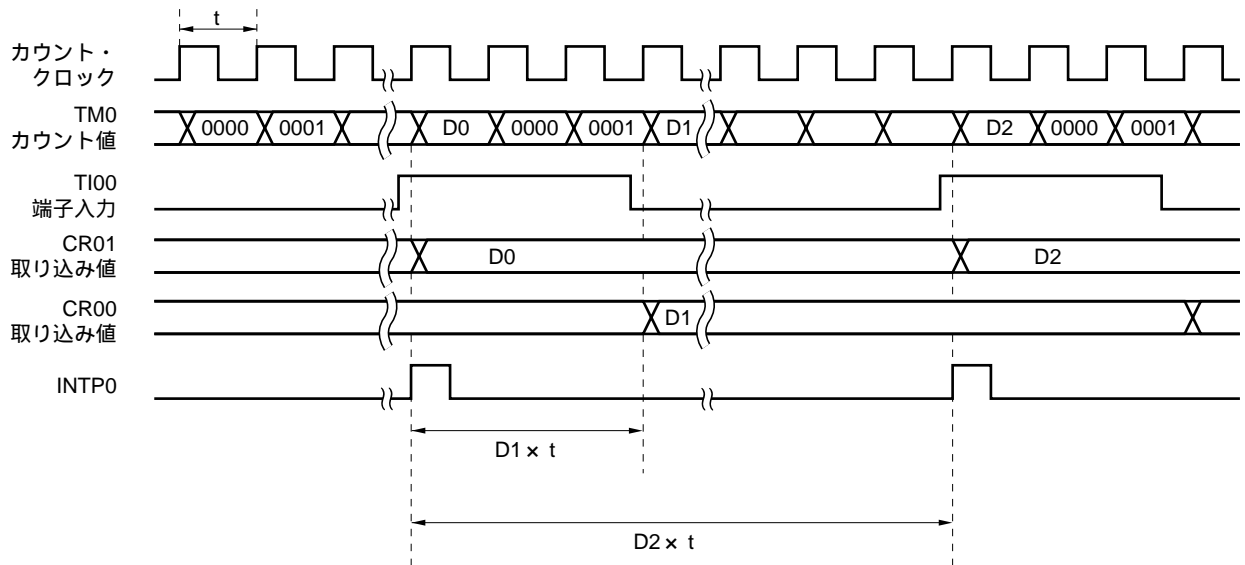 t
カウント・
クロック
TM0
カウント値
0000 0001 D0 0000 0001 D1 D2 0000 0001
TI00
端子入力
CR01
取り込み値
D0 D2
CR00
取り込み値
D1
INTP0
D1 × t
D2 × t